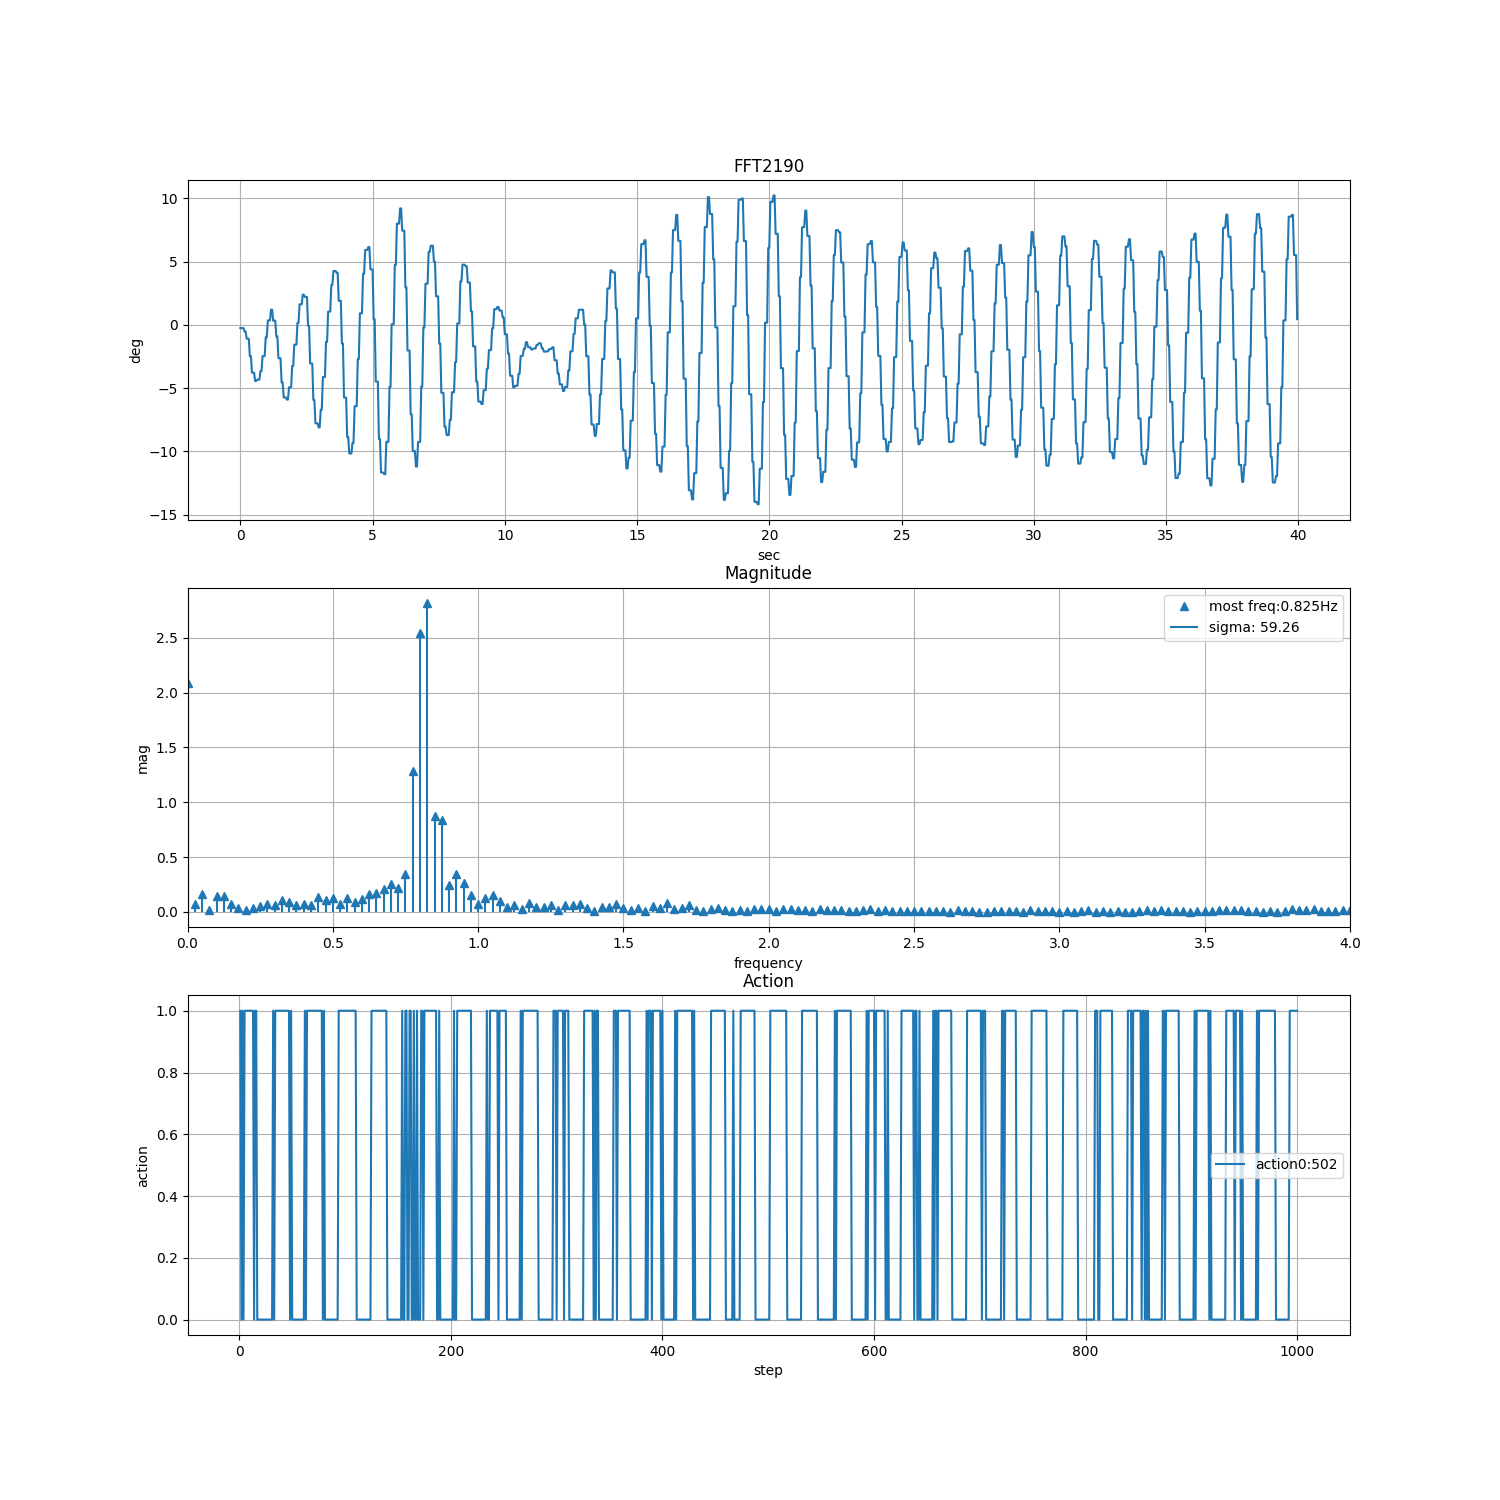 FFT2190
10
5
0
−5
−10
−15
deg
0 5 10 15 20 25 30 35 40
sec
Magnitude
most freq:0.825Hz
sigma: 59.26
2.5
2.0
1.5
1.0
0.5
0.0
mag
0.0 0.5 1.0 1.5 2.0 2.5 3.0 3.5 4.0
frequency
Action
1.0
0.8
0.6
0.4
0.2
0.0
action
action0:502
0 200 400 600 800 1000
step